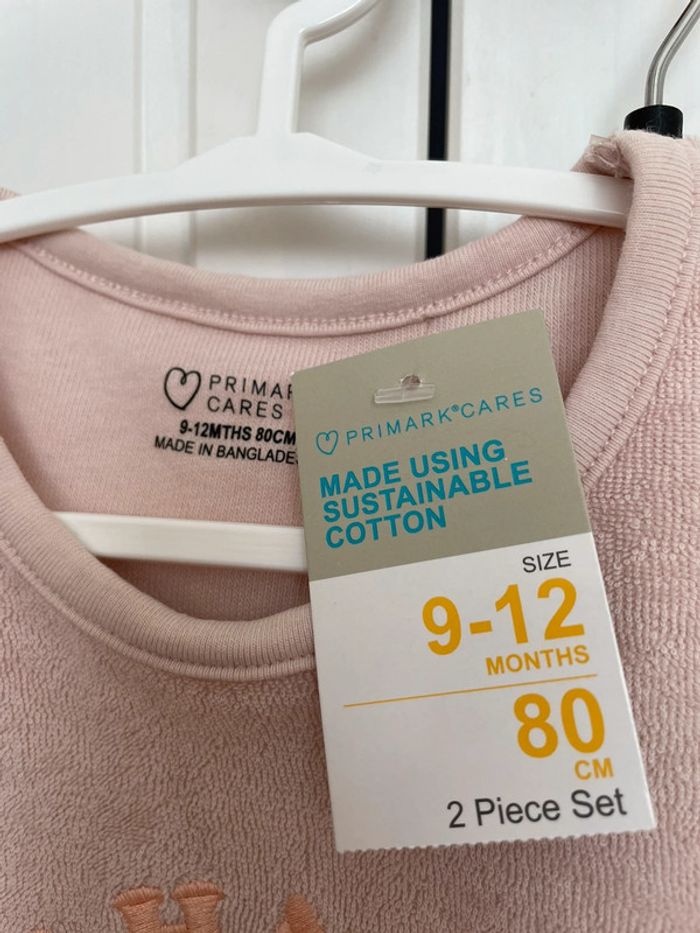 PRIMAR
CARES
9-12MTHS 80CM
MADE IN BANGLADE
PRIMARK®CARES
MADE USING
SUSTAINABLE
COTTON
SIZE
9-12
MONTHS
80
CM
2 Piece Set
HA